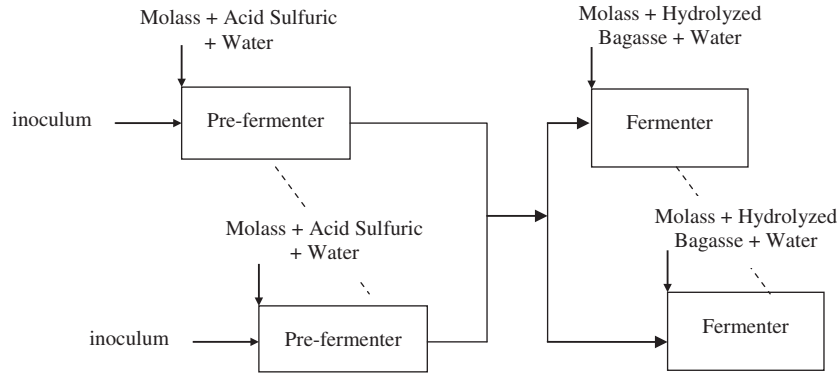 Molass + Acid Sulfuric
+ Water
inoculum
Pre-fermenter
Molass + Hydrolyzed
Bagasse + Water
Fermenter
Molass + Acid Sulfuric
+ Water
inoculum
Pre-fermenter
Molass + Hydrolyzed
Bagasse + Water
Fermenter